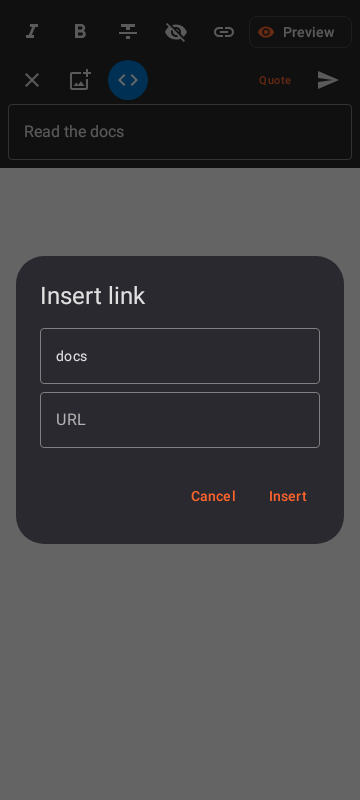 Preview
Quote
Read the docs
Insert link
docs
URL
Cancel Insert